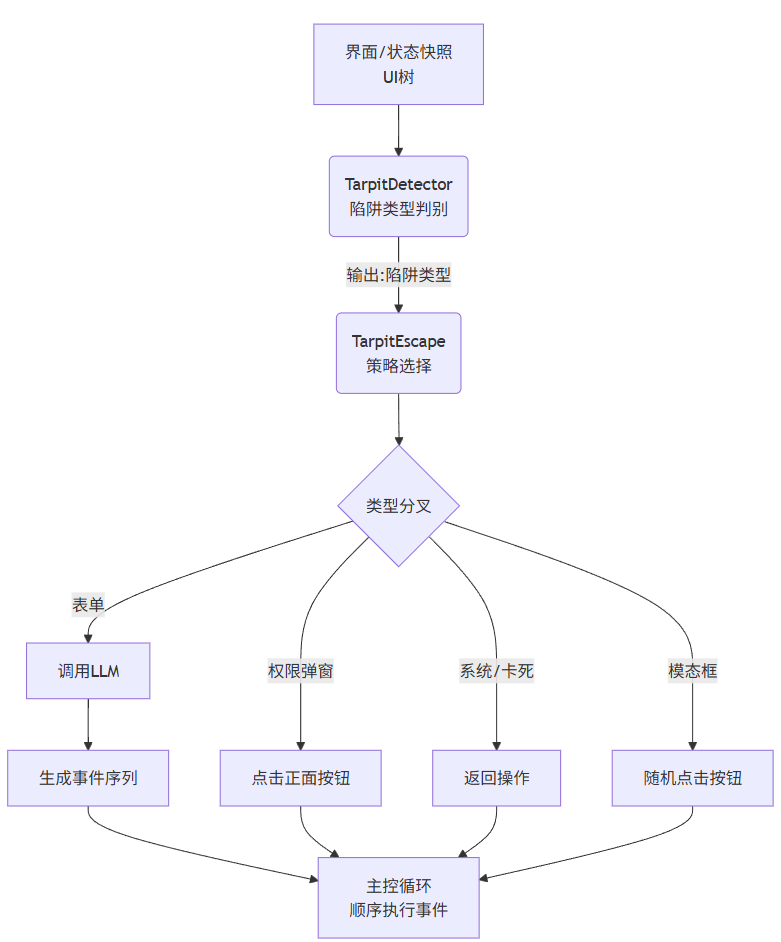 界面/状态快照
UI树
TarpitDetector
陷阱类型判别
输出:陷阱类型
TarpitEscape
策略选择
类型分叉
表单
权限弹窗
系统/卡死
模态框
调用LLM
生成事件序列
点击正面按钮
返回操作
随机点击按钮
主控循环
顺序执行事件